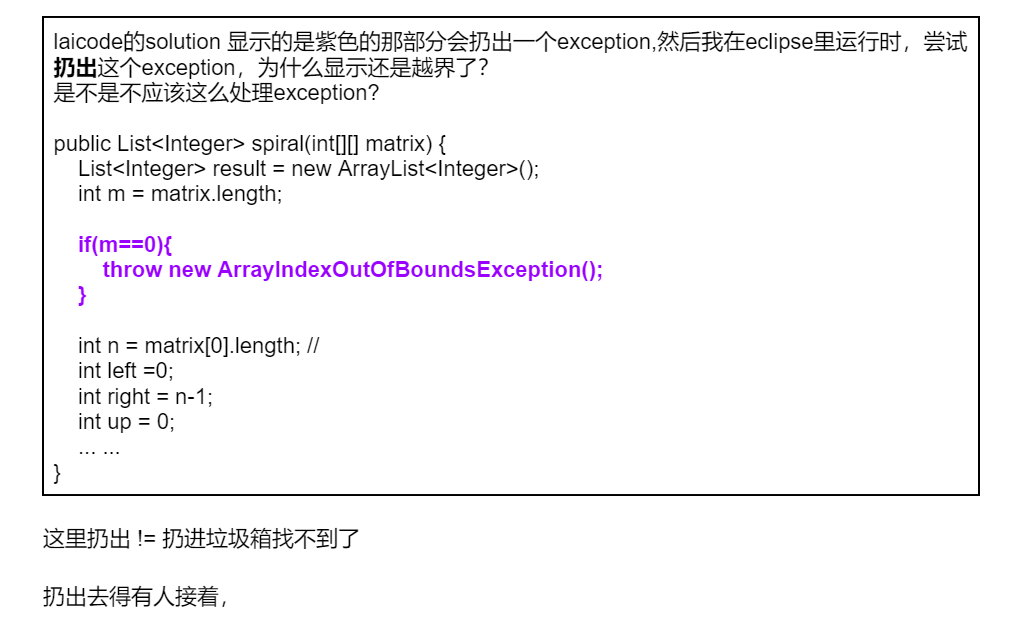 laicode的solution 显示的是紫色的那部分会扔出一个exception,然后我在eclipse里运行时，尝试
扔出这个exception，为什么显示还是越界了?
是不是不应该这么处理exception?
public List<Integer> spiral(int[][] matrix) {
List<Integer> result = new ArrayList<Integer>();
int m = matrix.length;
if(m==0){
throw new ArrayIndexOutOfBoundsException();
}
int n = matrix[0].length; //
int left =0;
int right = n-1;
int up = 0;
... ...
}
这里扔出 != 扔进垃圾箱找不到了
扔出去得有人接着，